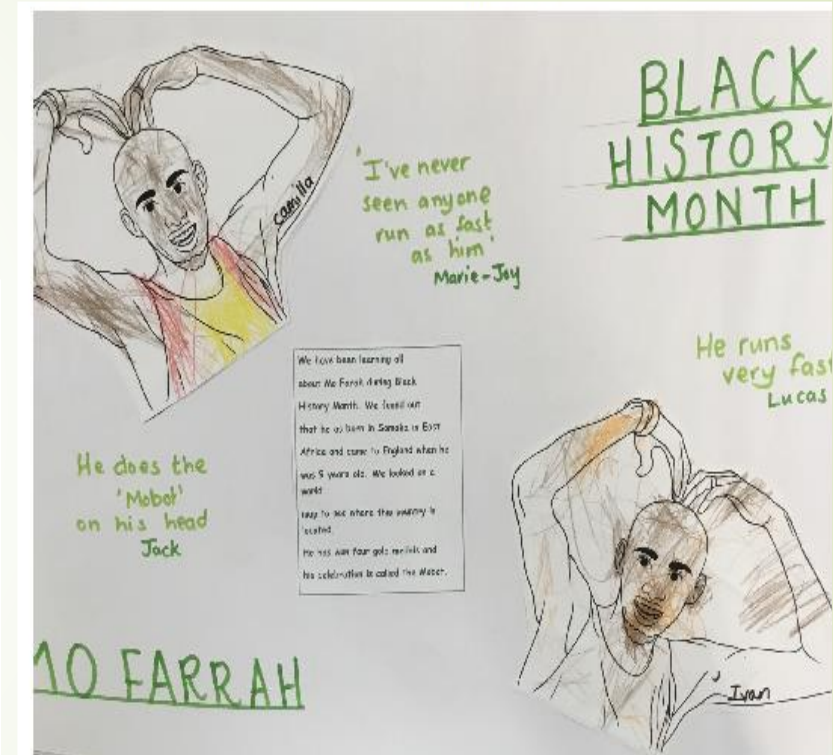 BLACK
HISTORY
MONTH
'I've never
seen anyone
run as fast
as him'
Marie-Joy
Camilla
He runs
very fast
Lucas
We have been learning all
about Mo Farah during Black
History Month. We found out
that he as born in Somalia in East
Africa and came to England when he
was 9 years old. We looked on a
world
map to see where this country is
located.
He has won four gold medals and
his celebration is called the Mobot.
He does the
'Mobot'
on his head
Jack
MO FARRAH
Ivan